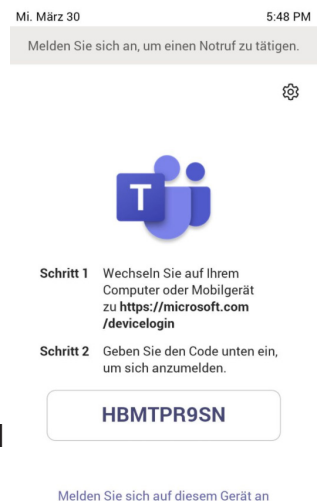 Mi. März 30 5:48 PM
Melden Sie sich an, um einen Notruf zu tätigen.
T
Schritt 1 Wechseln Sie auf Ihrem
Computer oder Mobilgerät
zu https://microsoft.com
/devicelogin
Schritt 2 Geben Sie den Code unten ein,
um sich anzumelden.
HBMTPR9SN
Melden Sie sich auf diesem Gerät an